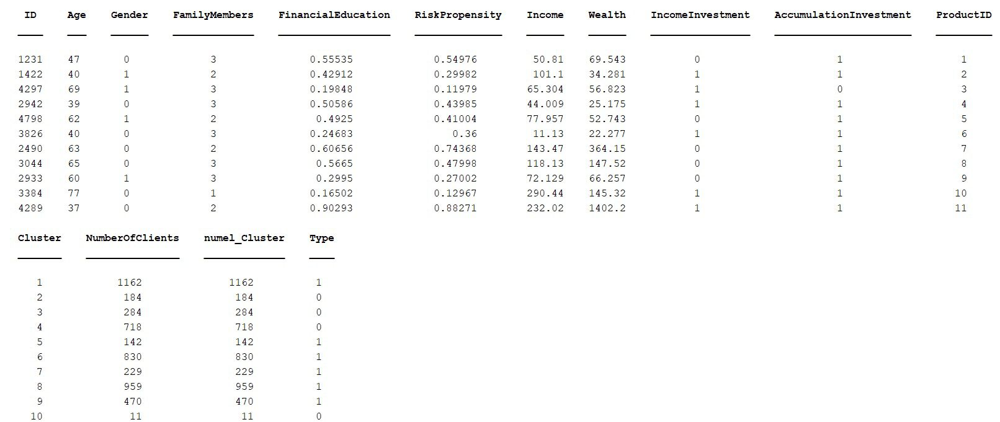 ID Age Gender FamilyMembers FinancialEducation RiskPropensity Income Wealth IncomeInvestment AccumulationInvestment ProductID
1231 47 0 3 0.55535 0.54976 50.81 69.543 0 1 1
1422 40 1 2 0.42912 0.29982 101.1 34.281 1 1 2
4297 69 1 3 0.19848 0.11979 65.304 56.823 1 0 3
2942 39 0 3 0.50586 0.43985 44.009 25.175 1 1 4
4798 62 1 2 0.4925 0.41004 77.957 52.743 0 1 5
3826 40 0 3 0.24683 0.36 11.13 22.277 1 1 6
2490 63 0 2 0.60656 0.74368 143.47 364.15 0 1 7
3044 65 0 3 0.5665 0.47998 118.13 147.52 0 1 8
2933 60 1 3 0.2995 0.27002 72.129 66.257 0 1 9
3384 77 0 1 0.16502 0.12967 290.44 145.32 1 1 10
4289 37 0 2 0.90293 0.88271 232.02 1402.2 1 1 11
Cluster NumberOfClients numel_Cluster Type
1 1162 1162 1
2 184 184 0
3 284 284 0
4 718 718 0
5 142 142 1
6 830 830 1
7 229 229 1
8 959 959 1
9 470 470 1
10 11 11 0